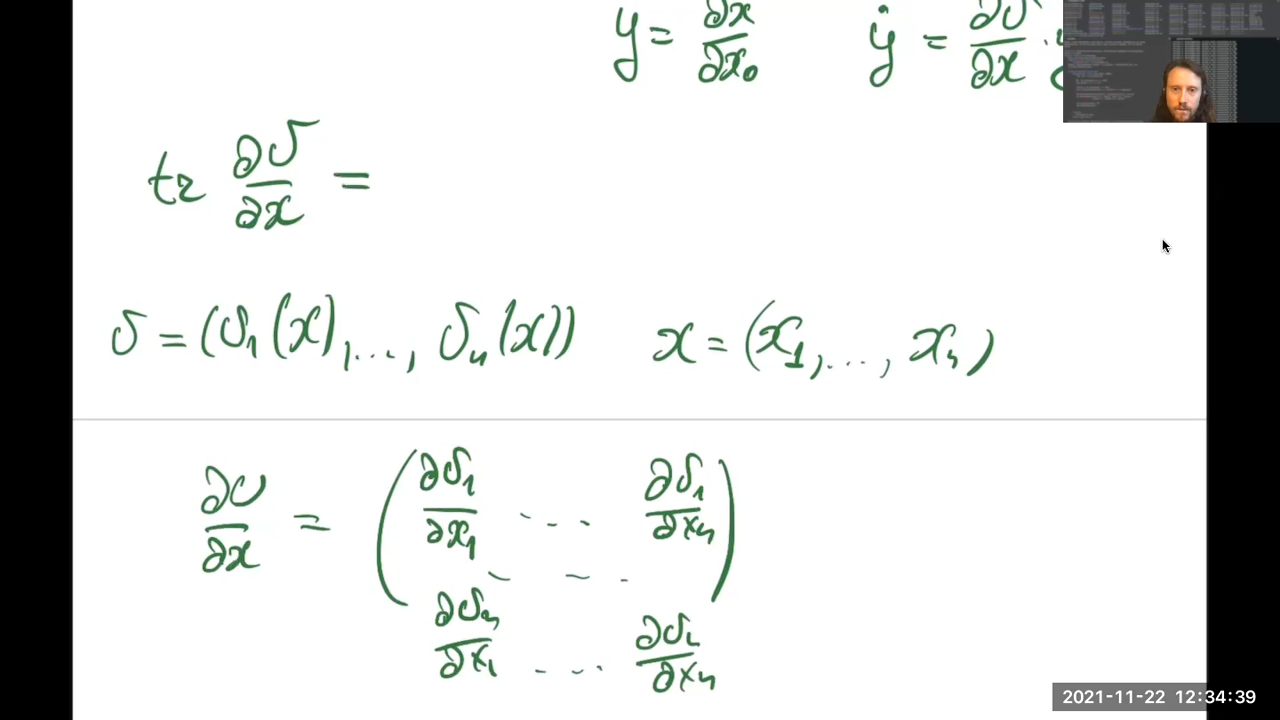 y = ∂x/∂x₀    ẏ = ∂v/∂x ·
tr ∂v/∂x =
v = (v₁(x), ..., vₙ(x))    x = (x₁, ..., xₙ)
∂v/∂x = ( ∂v₁/∂x₁ ... ∂v₁/∂xₙ
... 
∂vₙ/∂x₁ ... ∂vₙ/∂xₙ )
2021-11-22 12:34:39